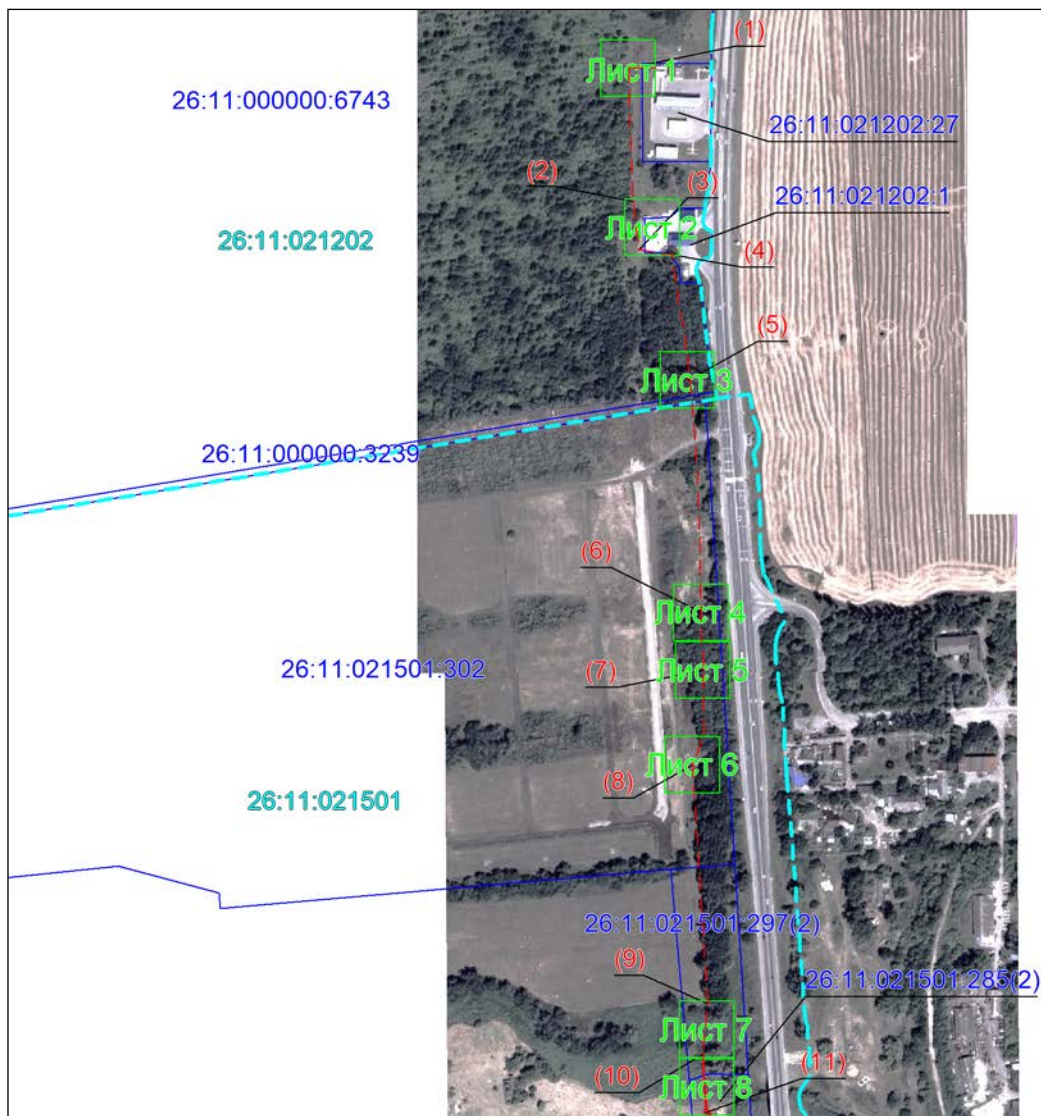 (1)
Лист 1
26:11:000000:6743
26:11:021202:27
(2)
(3)
26:11:021202:1
Лист 2
26:11:021202
(4)
(5)
Лист 3
26:11:000000:3239
(6)
Лист 4
26:11:021501:302
(7)
Лист 5
Лист 6
(8)
26:11:021501
26:11:021501:297(2)
(9)
26:11:021501:285(2)
Лист 7
(10)
Лист 8
(11)